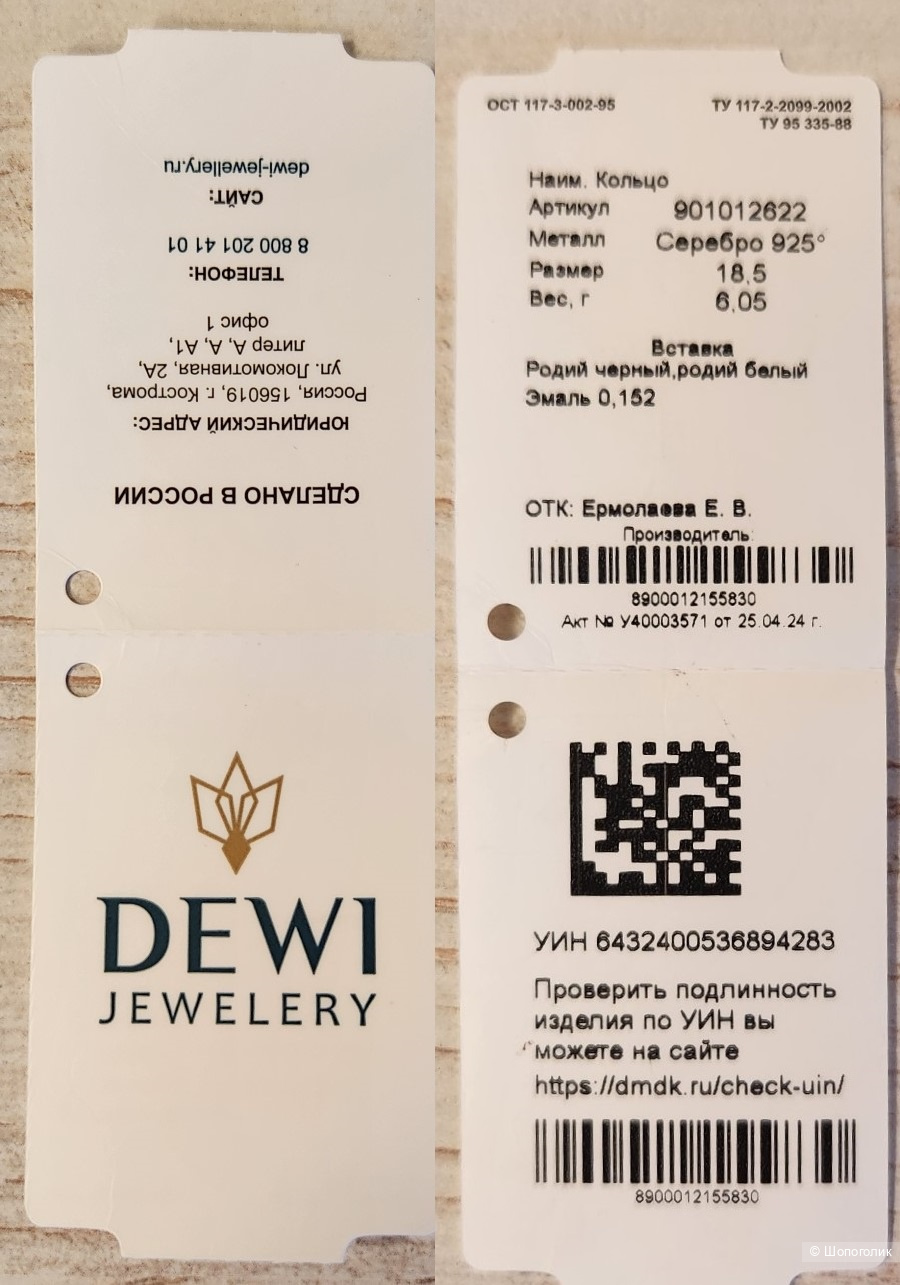 СДЕЛАНО В РОССИИ
ЮРИДИЧЕСКИЙ АДРЕС:
Россия, 156019, г. Кострома,
ул. Локомотивная, 2А,
литер А, А, А1,
офис 1
ТЕЛЕФОН:
8 800 201 41 01
САЙТ:
dewi-jewellery.ru
DEWI
JEWELERY
ОСТ 117-3-002-95 ТУ 117-2-2099-2002
ТУ 95 335-88
Наим. Кольцо
Артикул 901012622
Металл Серебро 925°
Размер 18,5
Вес, г 6,05
Вставка
Родий черный,родий белый
Эмаль 0,152
ОТК: Ермолаева Е. В.
Производитель:
8900012155830
Акт № У40003571 от 25.04.24 г.
УИН 6432400536894283
Проверить подлинность
изделия по УИН вы
можете на сайте
https://dmdk.ru/check-uin/
8900012155830
© Шопоголик